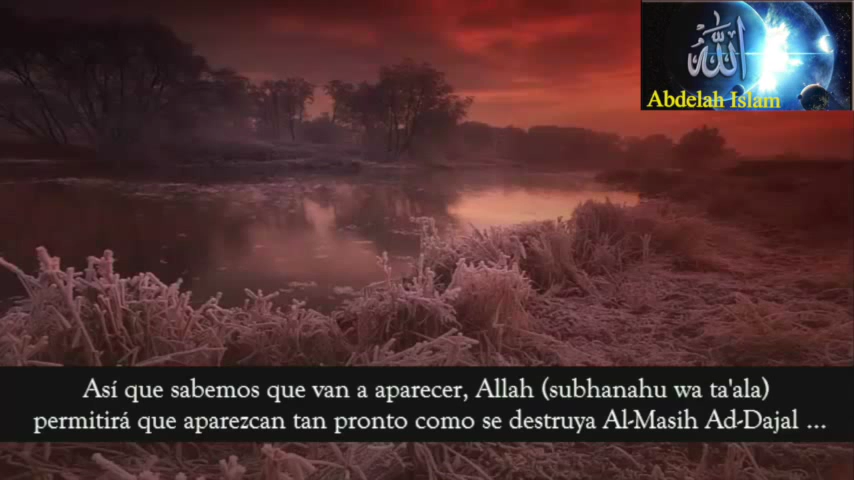 الله
Abdelah Islam
Así que sabemos que van a aparecer, Allah (subhanahu wa ta'ala)
permitirá que aparezcan tan pronto como se destruya Al-Masih Ad-Dajal ...